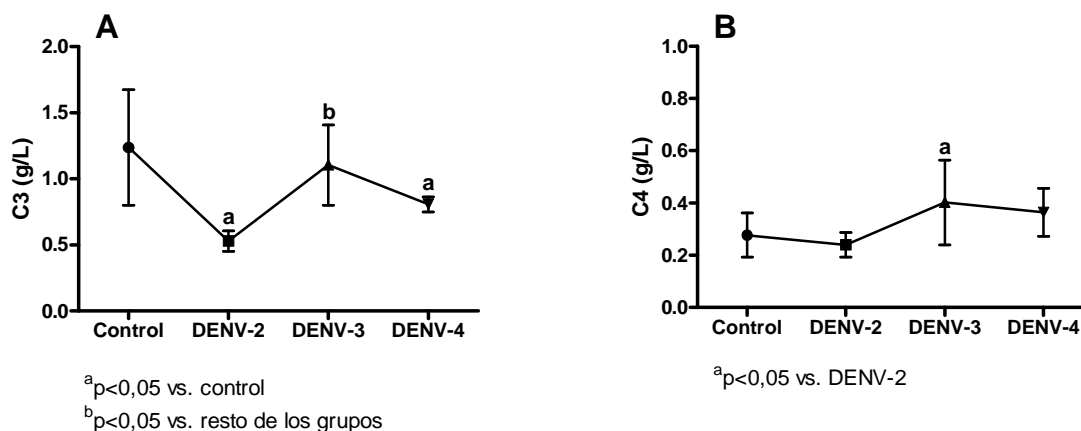 A
C3 (g/L)
2.0
1.5
1.0
0.5
0.0
a
b
a
Control DENV-2 DENV-3 DENV-4
ap<0,05 vs. control
bp<0,05 vs. resto de los grupos
B
C4 (g/L)
1.0
0.8
0.6
0.4
0.2
0.0
a
Control DENV-2 DENV-3 DENV-4
ap<0,05 vs. DENV-2